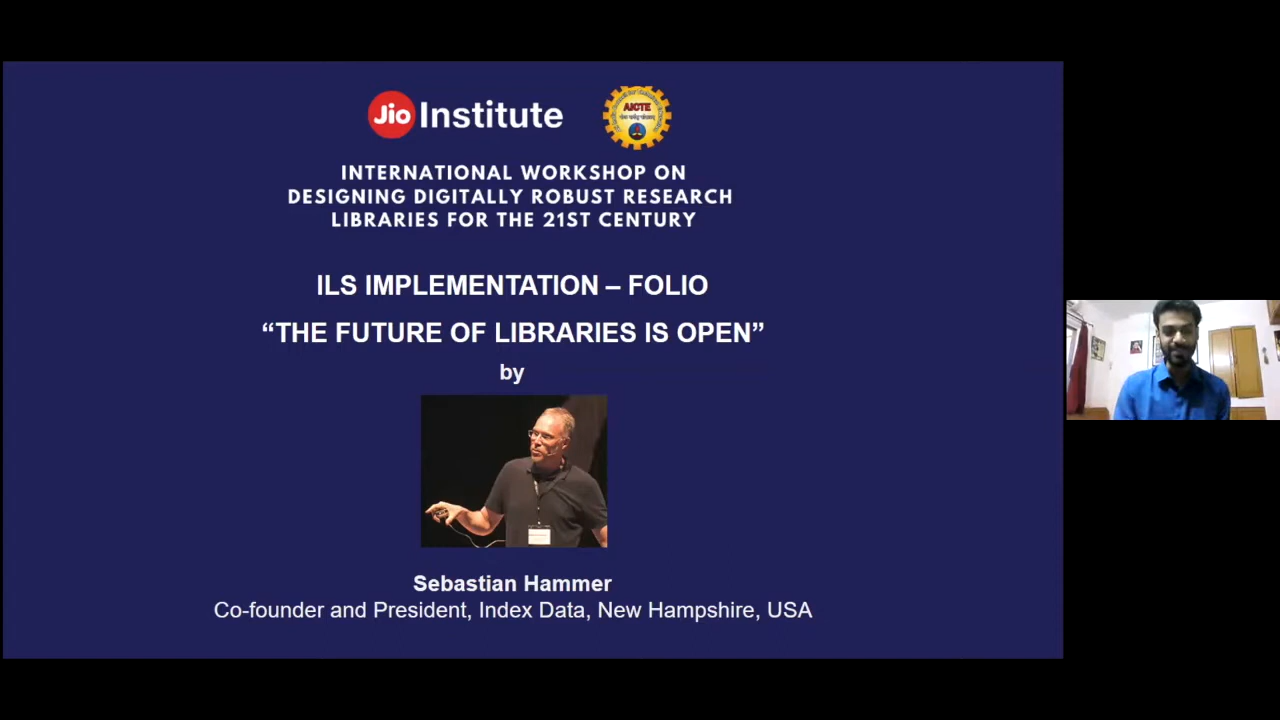 Jio Institute
AICTE
INTERNATIONAL WORKSHOP ON
DESIGNING DIGITALLY ROBUST RESEARCH
LIBRARIES FOR THE 21ST CENTURY
ILS IMPLEMENTATION – FOLIO
“THE FUTURE OF LIBRARIES IS OPEN”
by
Sebastian Hammer
Co-founder and President, Index Data, New Hampshire, USA